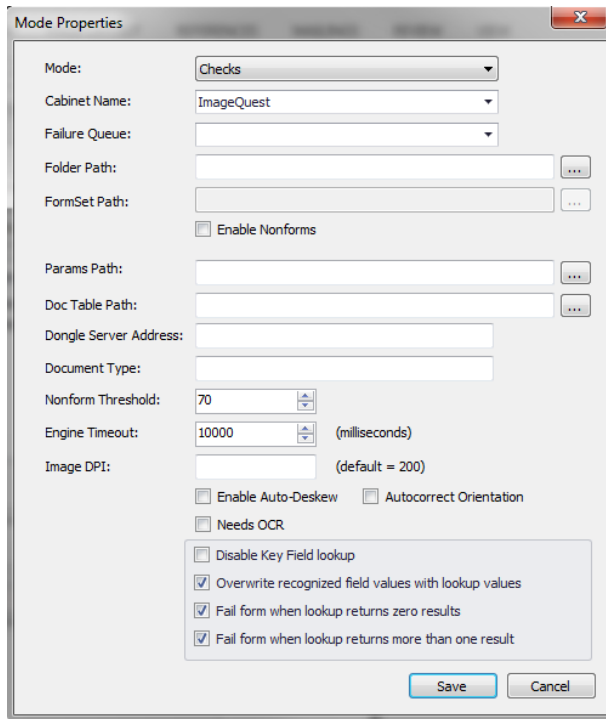 Mode Properties
Mode: Checks
Cabinet Name: ImageQuest
Failure Queue:
Folder Path: ...
FormSet Path: ...
Enable Nonforms
Params Path: ...
Doc Table Path: ...
Dongle Server Address:
Document Type:
Nonform Threshold: 70
Engine Timeout: 10000 (milliseconds)
Image DPI: (default = 200)
Enable Auto-Deskew Autocorrect Orientation
Needs OCR
Disable Key Field lookup
Overwrite recognized field values with lookup values
Fail form when lookup returns zero results
Fail form when lookup returns more than one result
Save Cancel